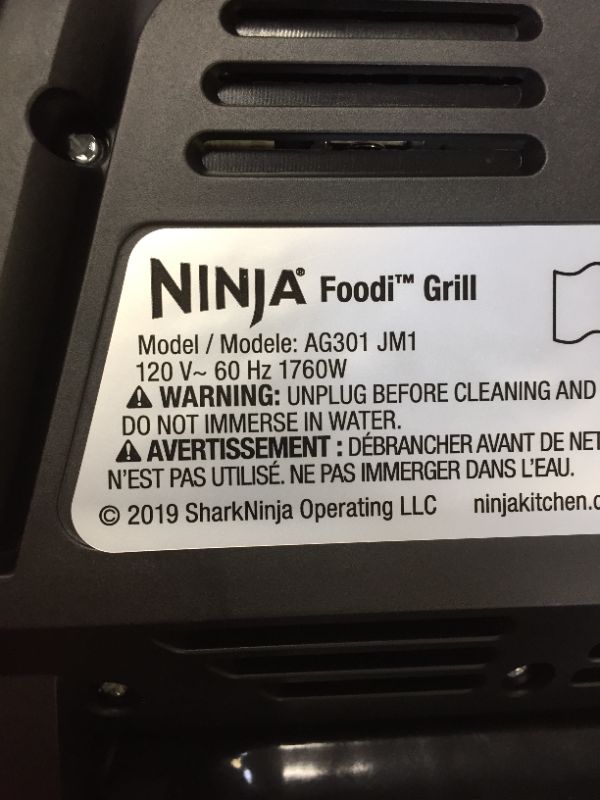 NINJA® Foodi™ Grill
Model / Modele: AG301 JM1
120 V~ 60 Hz 1760W
⚠ WARNING: UNPLUG BEFORE CLEANING AND
DO NOT IMMERSE IN WATER.
⚠ AVERTISSEMENT : DÉBRANCHER AVANT DE NET
N'EST PAS UTILISÉ. NE PAS IMMERGER DANS L'EAU.
© 2019 SharkNinja Operating LLC ninjakitchen.c